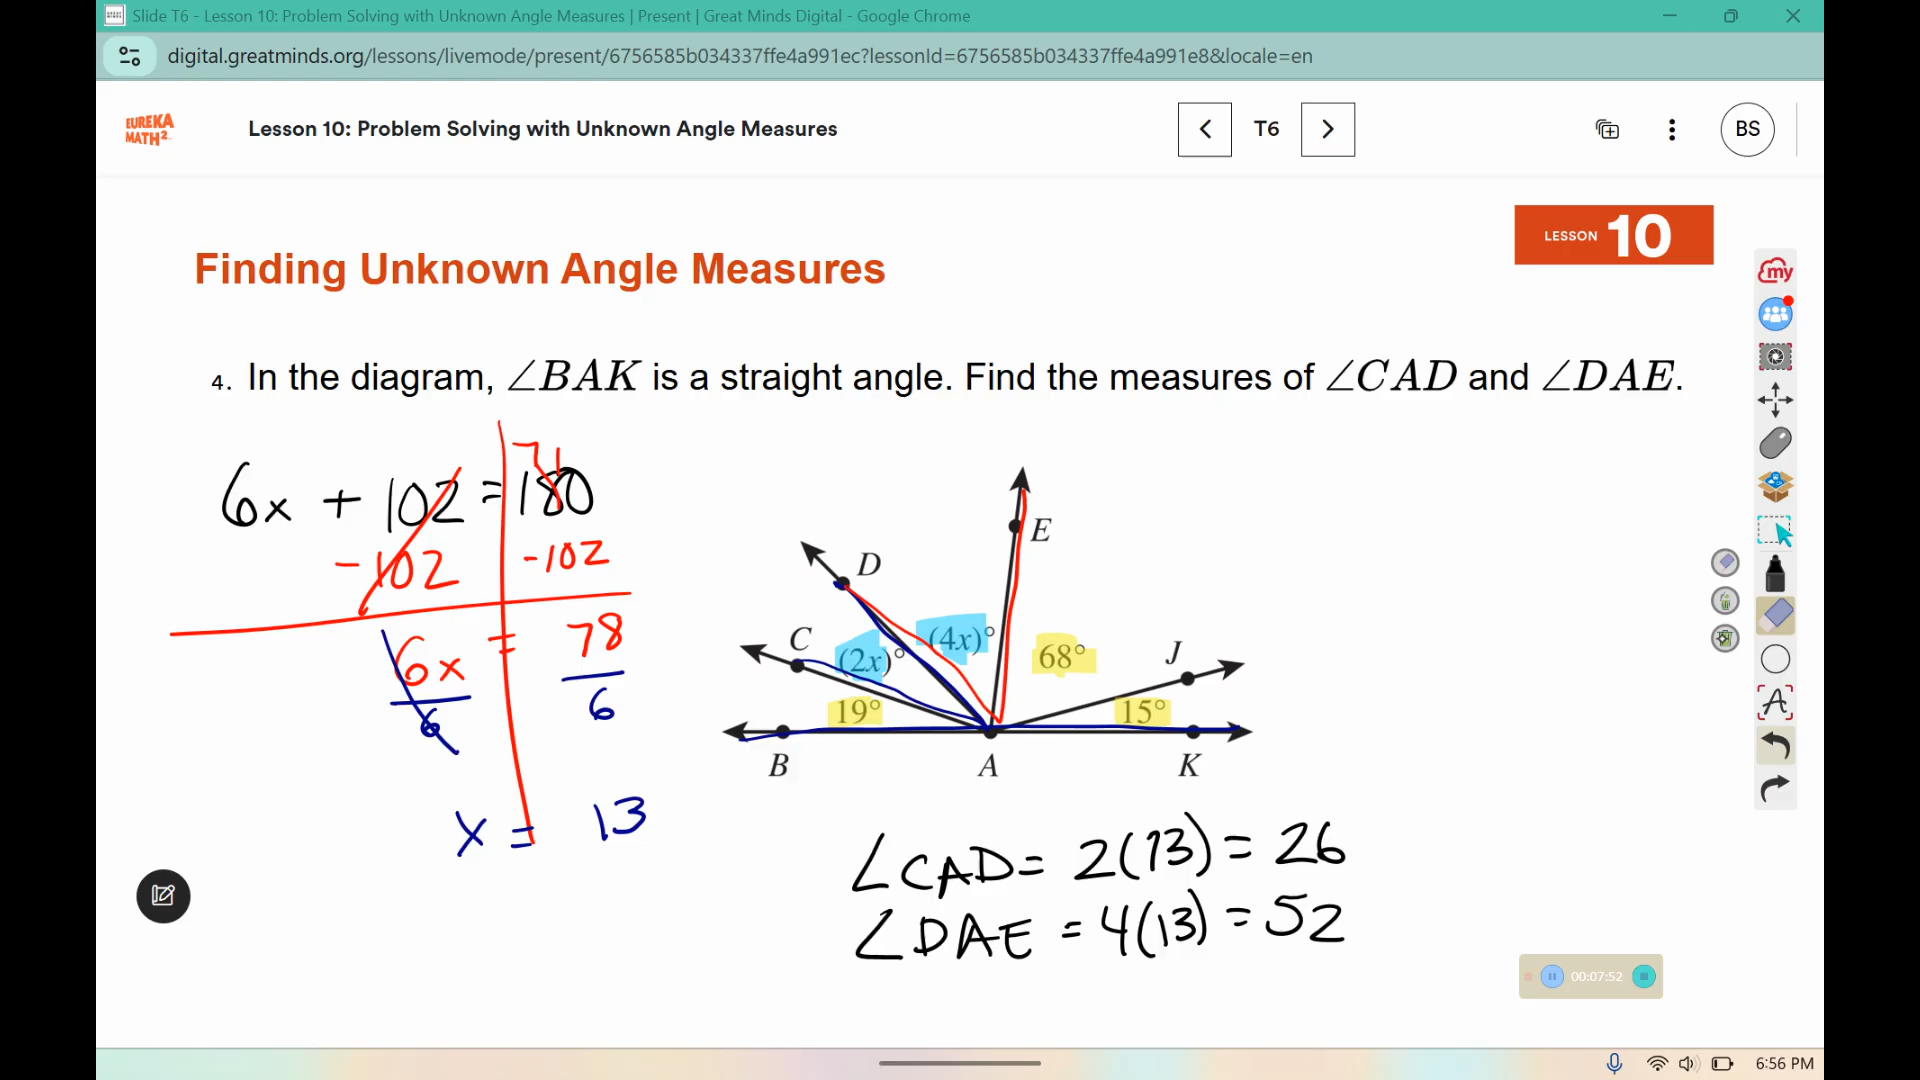 Slide T6 - Lesson 10: Problem Solving with Unknown Angle Measures | Present | Great Minds Digital - Google Chrome
digital.greatminds.org/lessons/livemode/present/6756585b034337ffe4a991ec?lessonId=6756585b034337ffe4a991e8&locale=en
EUREKA
MATH²
Lesson 10: Problem Solving with Unknown Angle Measures
T6
BS
LESSON 10
Finding Unknown Angle Measures
my
4. In the diagram, ∠BAK is a straight angle. Find the measures of ∠CAD and ∠DAE.
7 1
6x + 102 = 180
-102 -102
6x = 78
6 6
x = 13
E
D
C
(2x)°
(4x)°
68°
J
19°
15°
B
A
K
A
∠CAD = 2(13) = 26
∠DAE = 4(13) = 52
00:07:52
6:56 PM